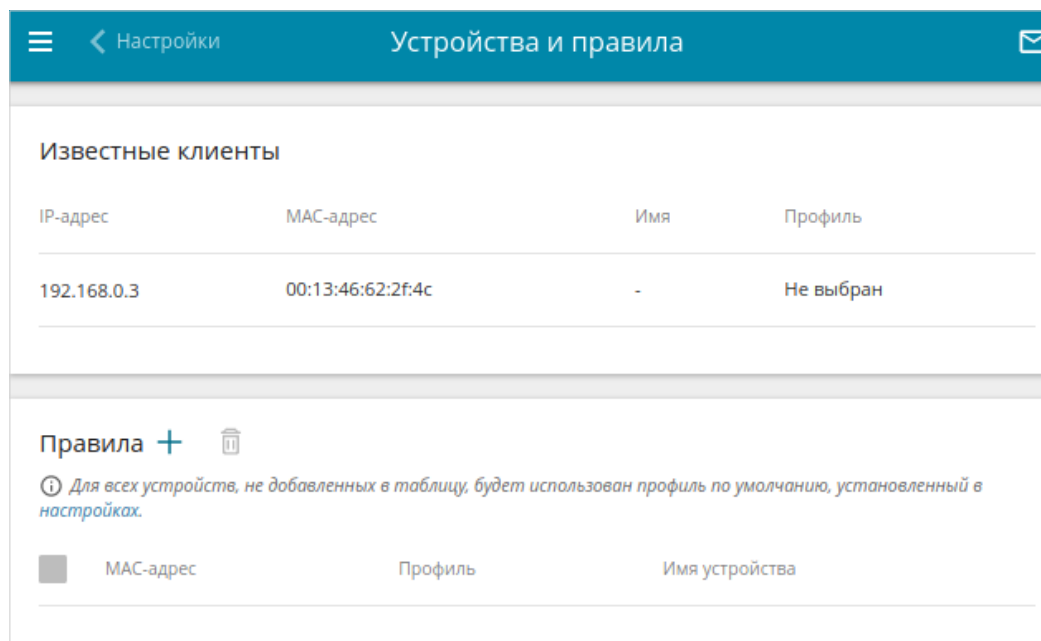 Настройки Устройства и правила
Известные клиенты
IP-адрес MAC-адрес Имя Профиль
192.168.0.3 00:13:46:62:2f:4c - Не выбран
Правила
Для всех устройств, не добавленных в таблицу, будет использован профиль по умолчанию, установленный в
настройках.
MAC-адрес Профиль Имя устройства